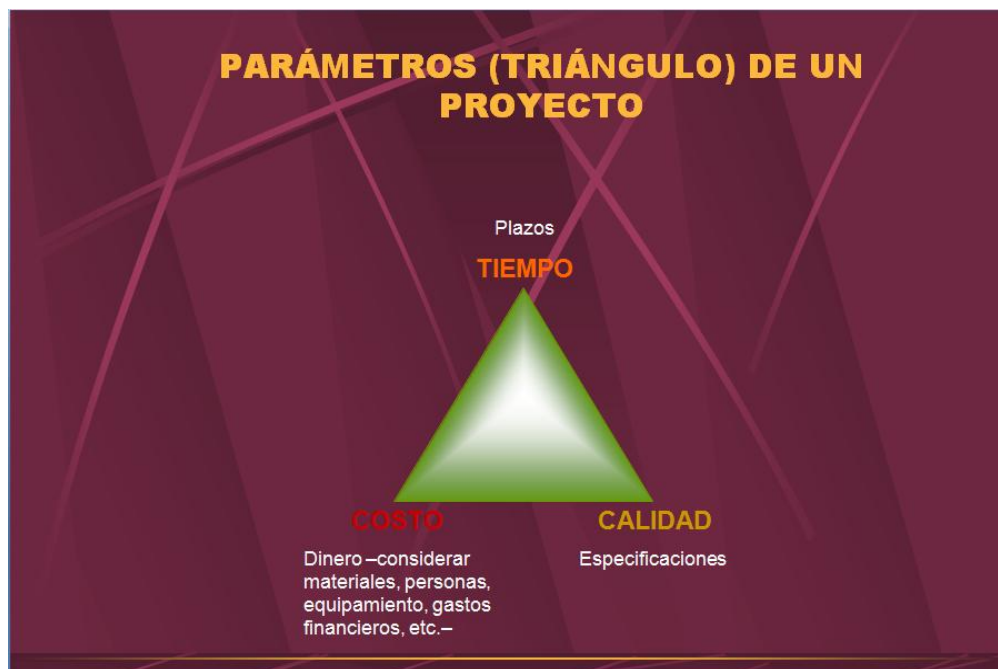 PARÁMETROS (TRIÁNGULO) DE UN
PROYECTO
Plazos
TIEMPO
COSTO
Dinero –considerar
materiales, personas,
equipamiento, gastos
financieros, etc.–
CALIDAD
Especificaciones